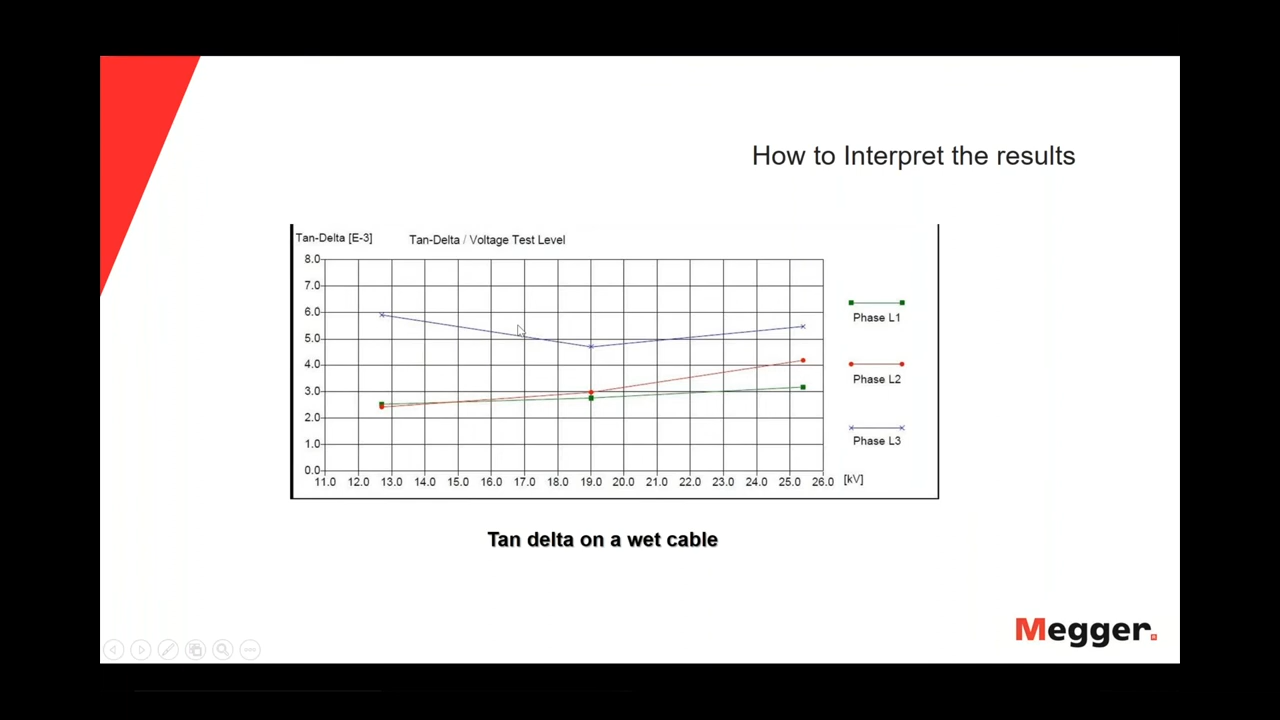 How to Interpret the results
Tan-Delta [E-3]
Tan-Delta / Voltage Test Level
8.0
7.0
6.0
5.0
4.0
3.0
2.0
1.0
0.0
11.0 12.0 13.0 14.0 15.0 16.0 17.0 18.0 19.0 20.0 21.0 22.0 23.0 24.0 25.0 26.0 [kV]
Phase L1
Phase L2
Phase L3
Tan delta on a wet cable
Megger.